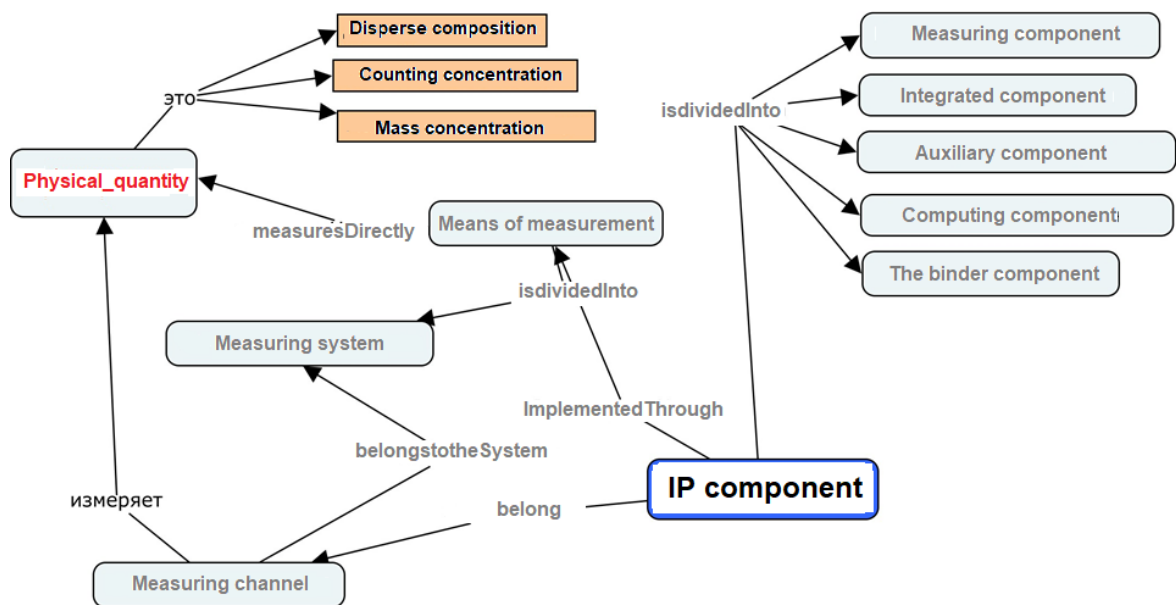 Disperse composition
Measuring component
Counting concentration
это
Integrated component
isdividedInto
Mass concentration
Auxiliary component
Physical_quantity
Computing component
measuresDirectly
Means of measurement
The binder component
isdividedInto
Measuring system
ImplementedThrough
belongstotheSystem
IP component
измеряет
belong
Measuring channel